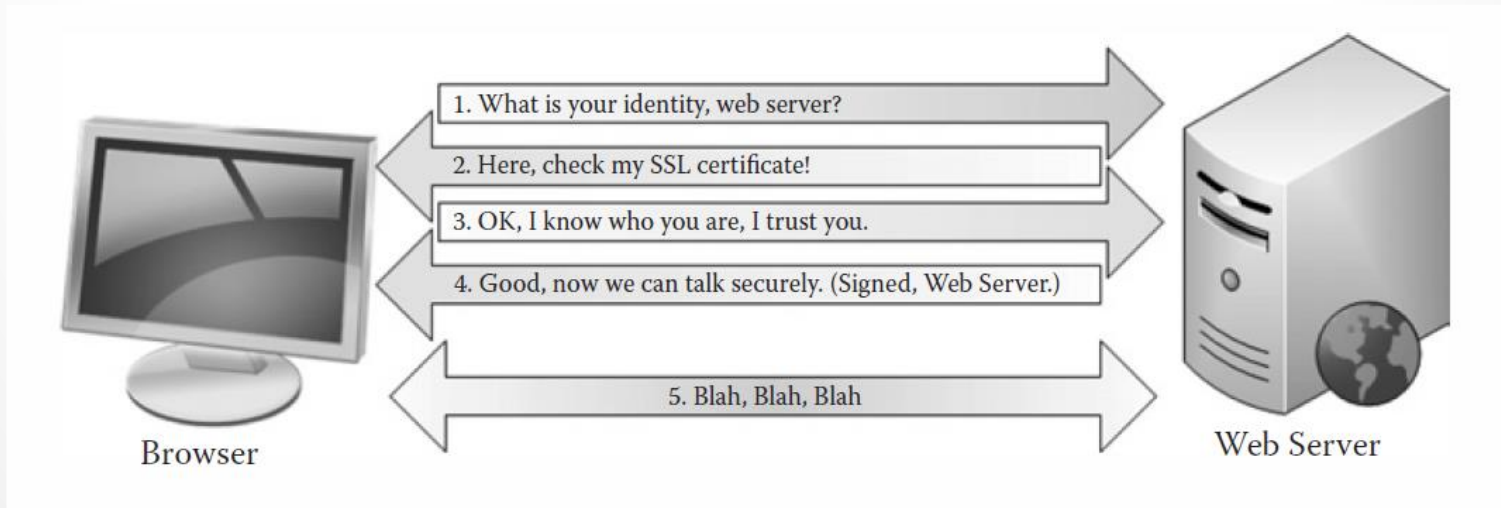 1. What is your identity, web server?
2. Here, check my SSL certificate!
3. OK, I know who you are, I trust you.
4. Good, now we can talk securely. (Signed, Web Server.)
5. Blah, Blah, Blah
Browser
Web Server